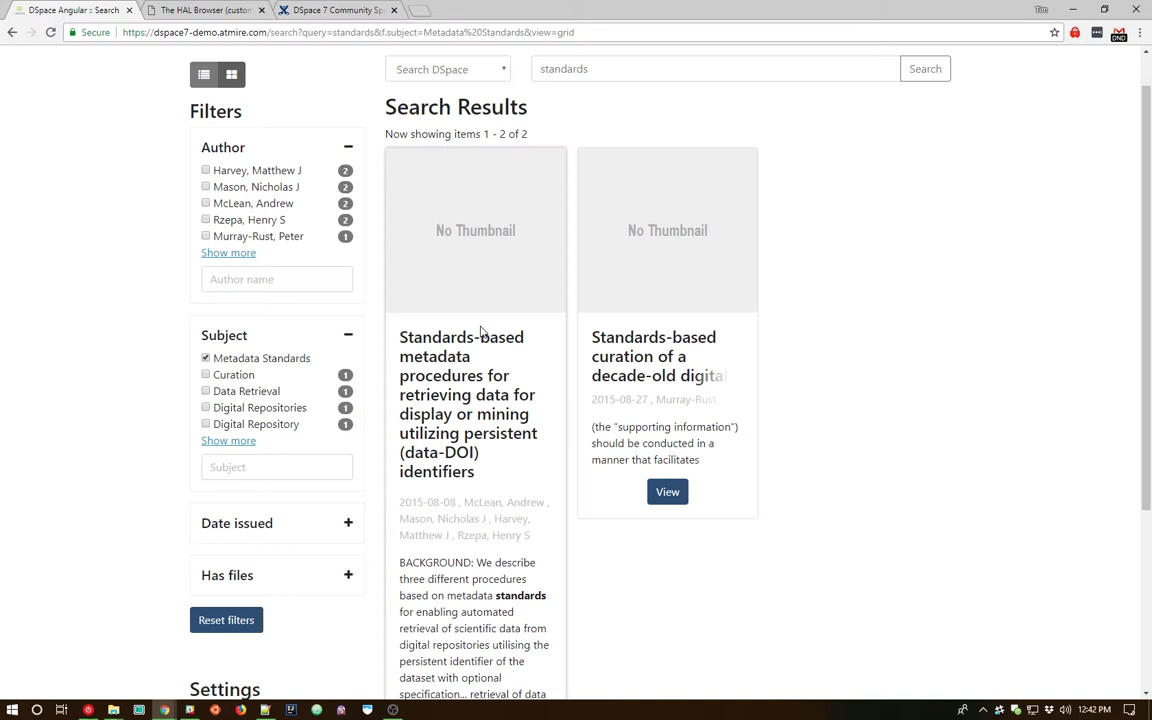 DSpace Angular :: Search
The HAL Browser (custom
DSpace 7 Community Sp
Tim
Secure
https://dspace7-demo.atmire.com/search?query=standards&f.subject=Metadata%20Standards&view=grid
DND
Search DSpace
standards
Search
Filters
Author
Harvey, Matthew J 2
Mason, Nicholas J 2
McLean, Andrew 2
Rzepa, Henry S 2
Murray-Rust, Peter 1
Show more
Author name
Subject
Metadata Standards
Curation 1
Data Retrieval 1
Digital Repositories 1
Digital Repository 1
Show more
Subject
Date issued
Has files
Reset filters
Settings
Search Results
Now showing items 1 - 2 of 2
No Thumbnail
Standards-based
metadata
procedures for
retrieving data for
display or mining
utilizing persistent
(data-DOI)
identifiers
2015-08-08 , McLean, Andrew ,
Mason, Nicholas J , Harvey,
Matthew J , Rzepa, Henry S
BACKGROUND: We describe
three different procedures
based on metadata standards
for enabling automated
retrieval of scientific data from
digital repositories utilising the
persistent identifier of the
dataset with optional
specification... retrieval of data
No Thumbnail
Standards-based
curation of a
decade-old digital
2015-08-27 , Murray-Rust,
(the “supporting information”)
should be conducted in a
manner that facilitates
View
12:42 PM